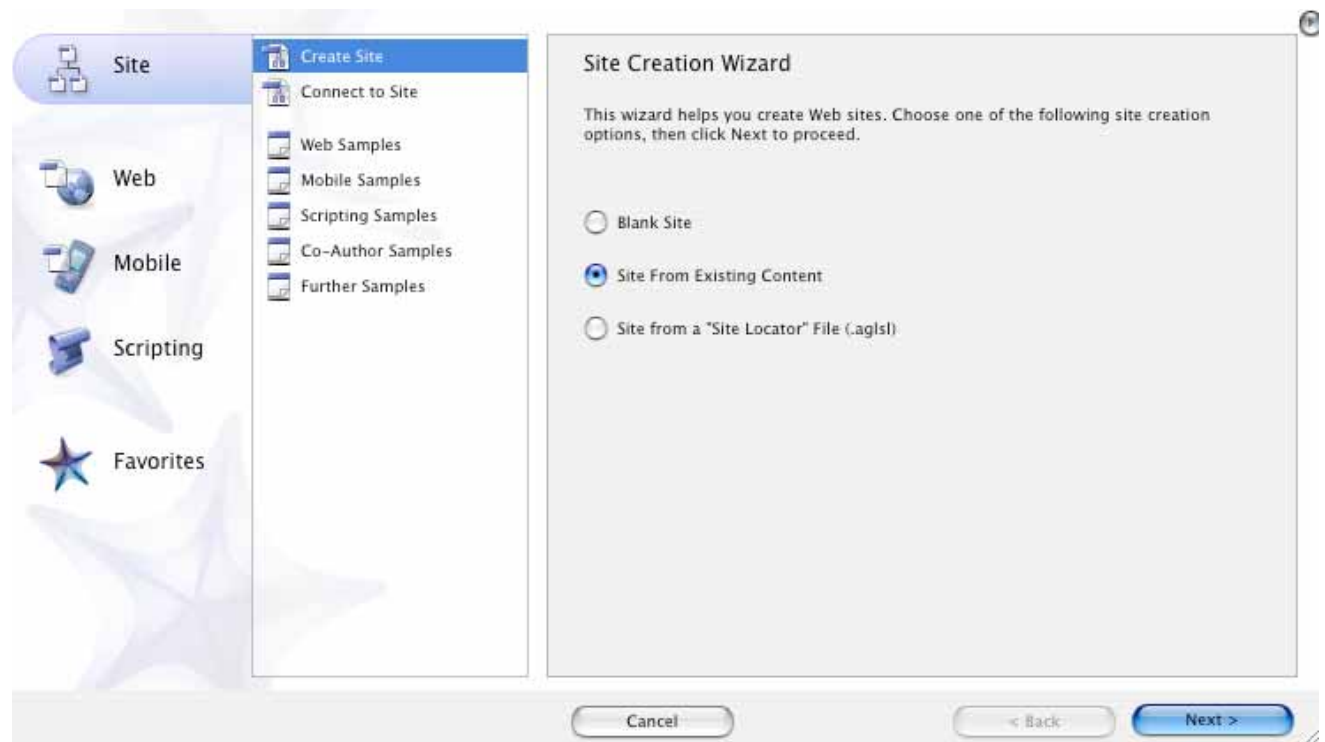 Site
Web
Mobile
Scripting
Favorites
Create Site
Connect to Site
Web Samples
Mobile Samples
Scripting Samples
Co-Author Samples
Further Samples
Site Creation Wizard
This wizard helps you create Web sites. Choose one of the following site creation
options, then click Next to proceed.
Blank Site
Site From Existing Content
Site from a "Site Locator" File (.aglsl)
Cancel
< Back
Next >